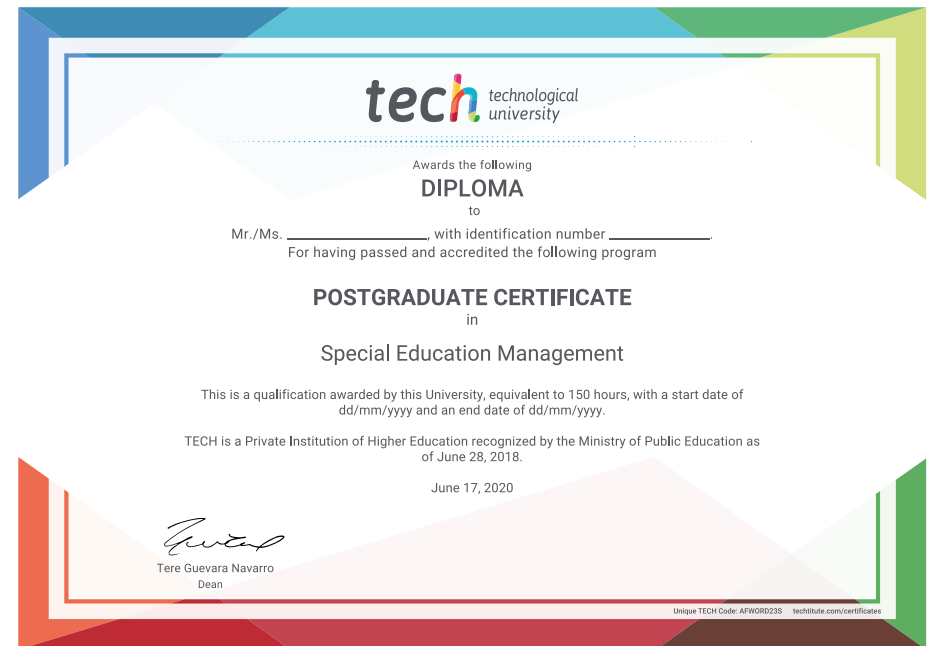 tech technological
university
Awards the following
DIPLOMA
to
Mr./Ms. ____________________, with identification number ______________.
For having passed and accredited the following program
POSTGRADUATE CERTIFICATE
in
Special Education Management
This is a qualification awarded by this University, equivalent to 150 hours, with a start date of
dd/mm/yyyy and an end date of dd/mm/yyyy.
TECH is a Private Institution of Higher Education recognized by the Ministry of Public Education as
of June 28, 2018.
June 17, 2020
Tere Guevara Navarro
Dean
Unique TECH Code: AFWORD23S techtitute.com/certificates